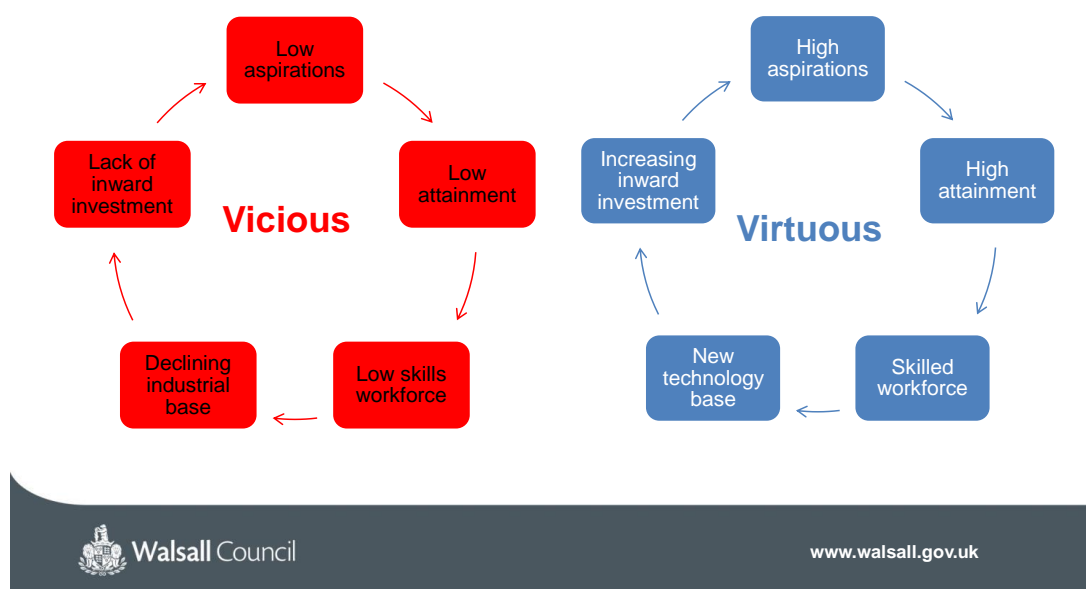 Low
aspirations
Low
attainment
Low skills
workforce
Declining
industrial
base
Lack of
inward
investment
Vicious
High
aspirations
High
attainment
Skilled
workforce
New
technology
base
Increasing
inward
investment
Virtuous
Walsall Council
www.walsall.gov.uk